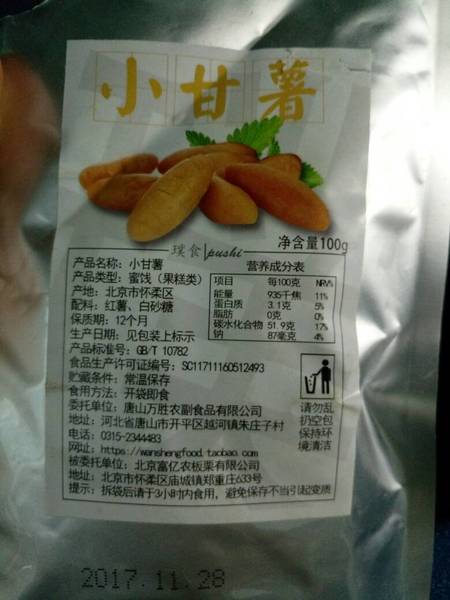 小甘薯
净含量100g
璞食 pushi
产品名称：小甘薯
产品类型：蜜饯（果糕类）
产地：北京市怀柔区
配料：红薯、白砂糖
保质期：12个月
生产日期：见包装上标示
产品标准号：GB/T 10782
食品生产许可证编号：SC11711160512493
贮藏条件：常温保存
食用方法：开袋即食
委托单位：唐山万胜农副食品有限公司
地址：河北省唐山市开平区越河镇朱庄子村
电话：0315-2344483
网址：https://wanshengfood.taobao.com
被委托单位：北京富亿农板栗有限公司
地址：北京市怀柔区庙城镇郑重庄633号
提示：拆袋后请于3小时内食用，避免保存不当引起变质
营养成分表
项目 每100克 NRV%
能量 935千焦 11%
蛋白质 3.1克 5%
脂肪 0克 0%
碳水化合物 51.9克 17%
钠 87毫克 4%
请勿乱
扔空包
保持环
境清洁
2017.11.28